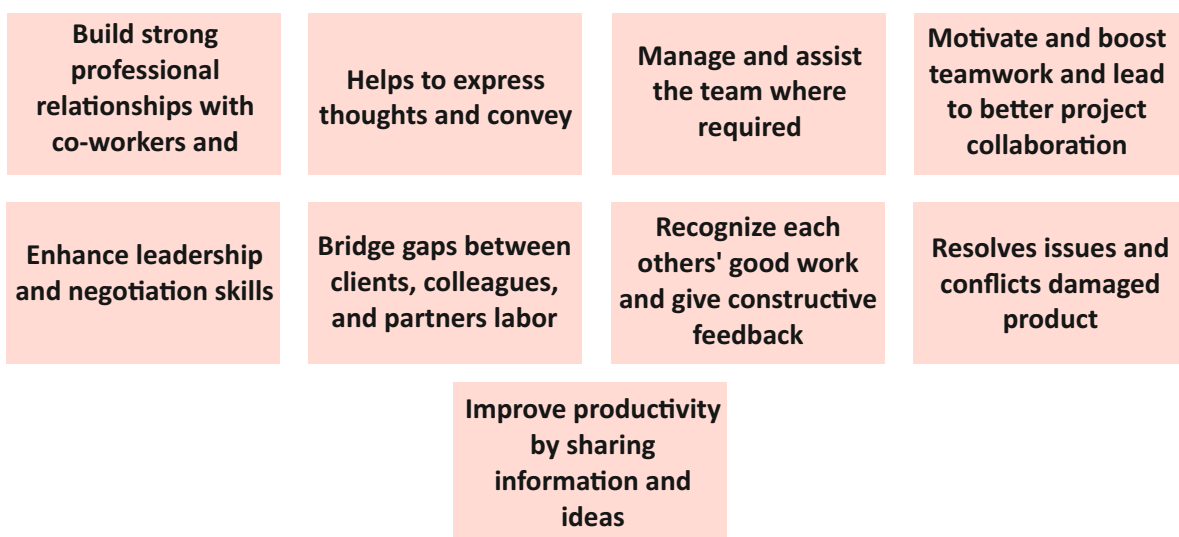 Build strong
professional
relationships with
co-workers and
Helps to express
thoughts and convey
Manage and assist
the team where
required
Motivate and boost
teamwork and lead
to better project
collaboration
Enhance leadership
and negotiation skills
Bridge gaps between
clients, colleagues,
and partners labor
Recognize each
others' good work
and give constructive
feedback
Resolves issues and
conflicts damaged
product
Improve productivity
by sharing
information and
ideas